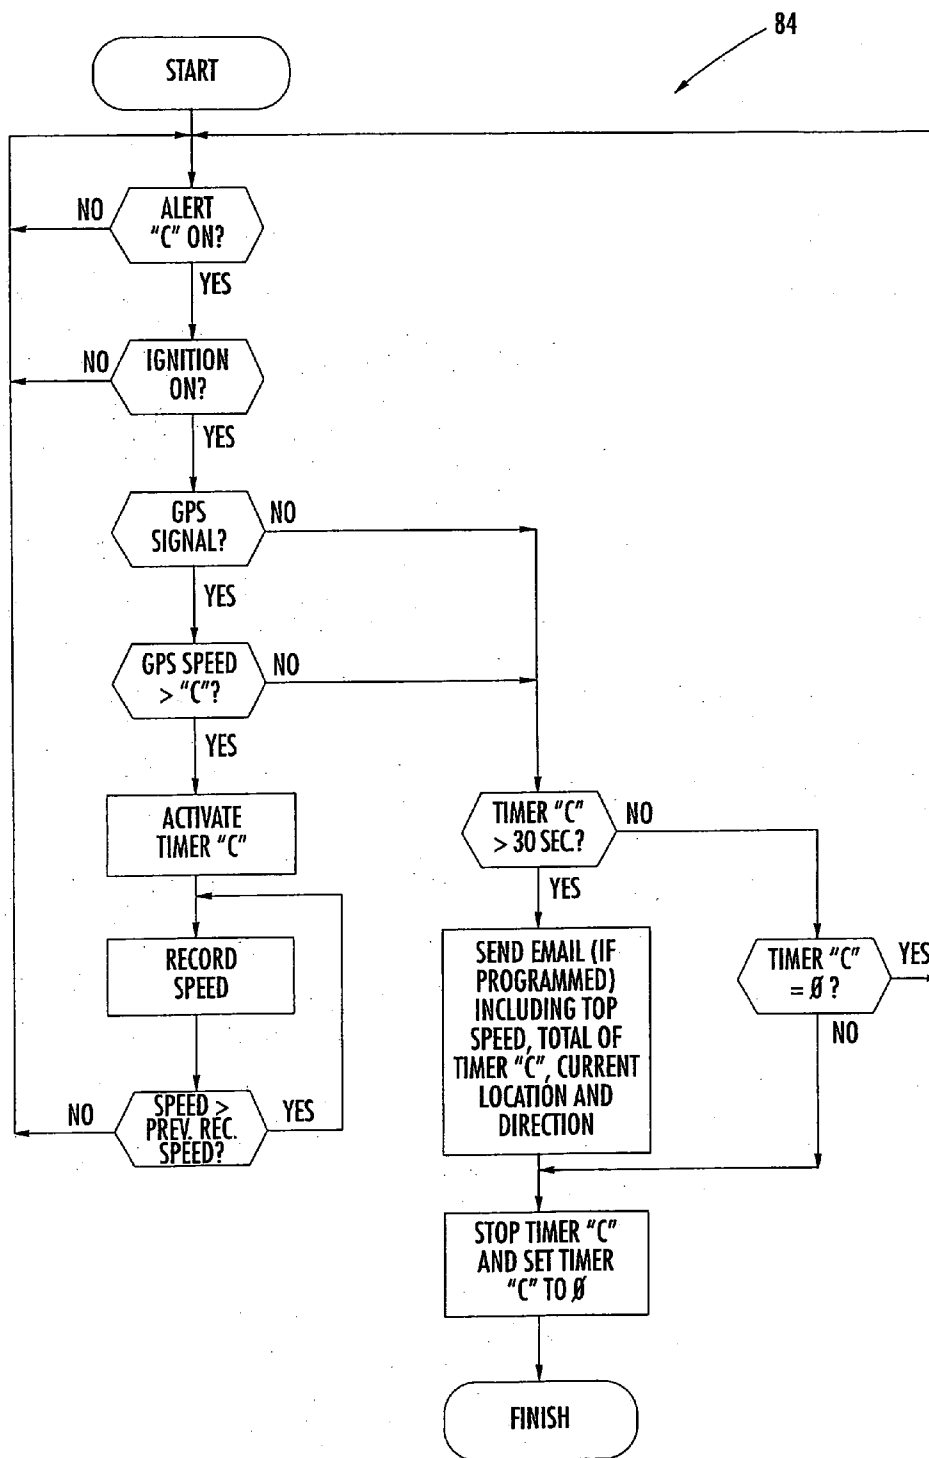 84
START
ALERT
"C" ON?
NO
YES
IGNITION
ON?
NO
YES
GPS
SIGNAL?
NO
YES
GPS SPEED
> "C"?
NO
YES
ACTIVATE
TIMER "C"
RECORD
SPEED
SPEED >
PREV. REC.
SPEED?
NO
YES
TIMER "C"
> 30 SEC.?
NO
YES
SEND EMAIL (IF
PROGRAMMED)
INCLUDING TOP
SPEED, TOTAL OF
TIMER "C", CURRENT
LOCATION AND
DIRECTION
TIMER "C"
= Ø ?
YES
NO
STOP TIMER "C"
AND SET TIMER
"C" TO Ø
FINISH